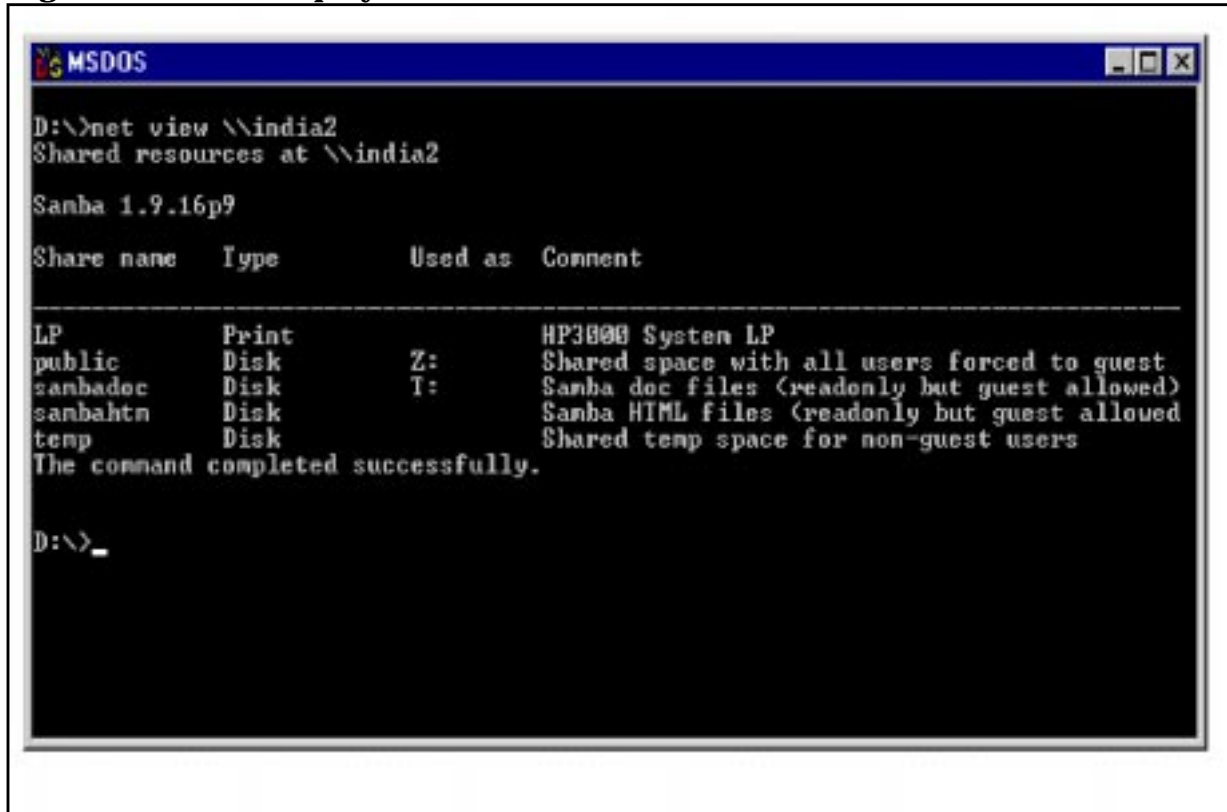 MSDOS
D:\>net view \\india2
Shared resources at \\india2
Samba 1.9.16p9
Share name Type Used as Comment
-------------------------------------------------------------------------------
LP Print HP3000 System LP
public Disk Z: Shared space with all users forced to guest
sambadoc Disk T: Samba doc files (readonly but guest allowed)
sambahtm Disk Samba HTML files (readonly but guest allowed
temp Disk Shared temp space for non-guest users
The command completed successfully.
D:\>_